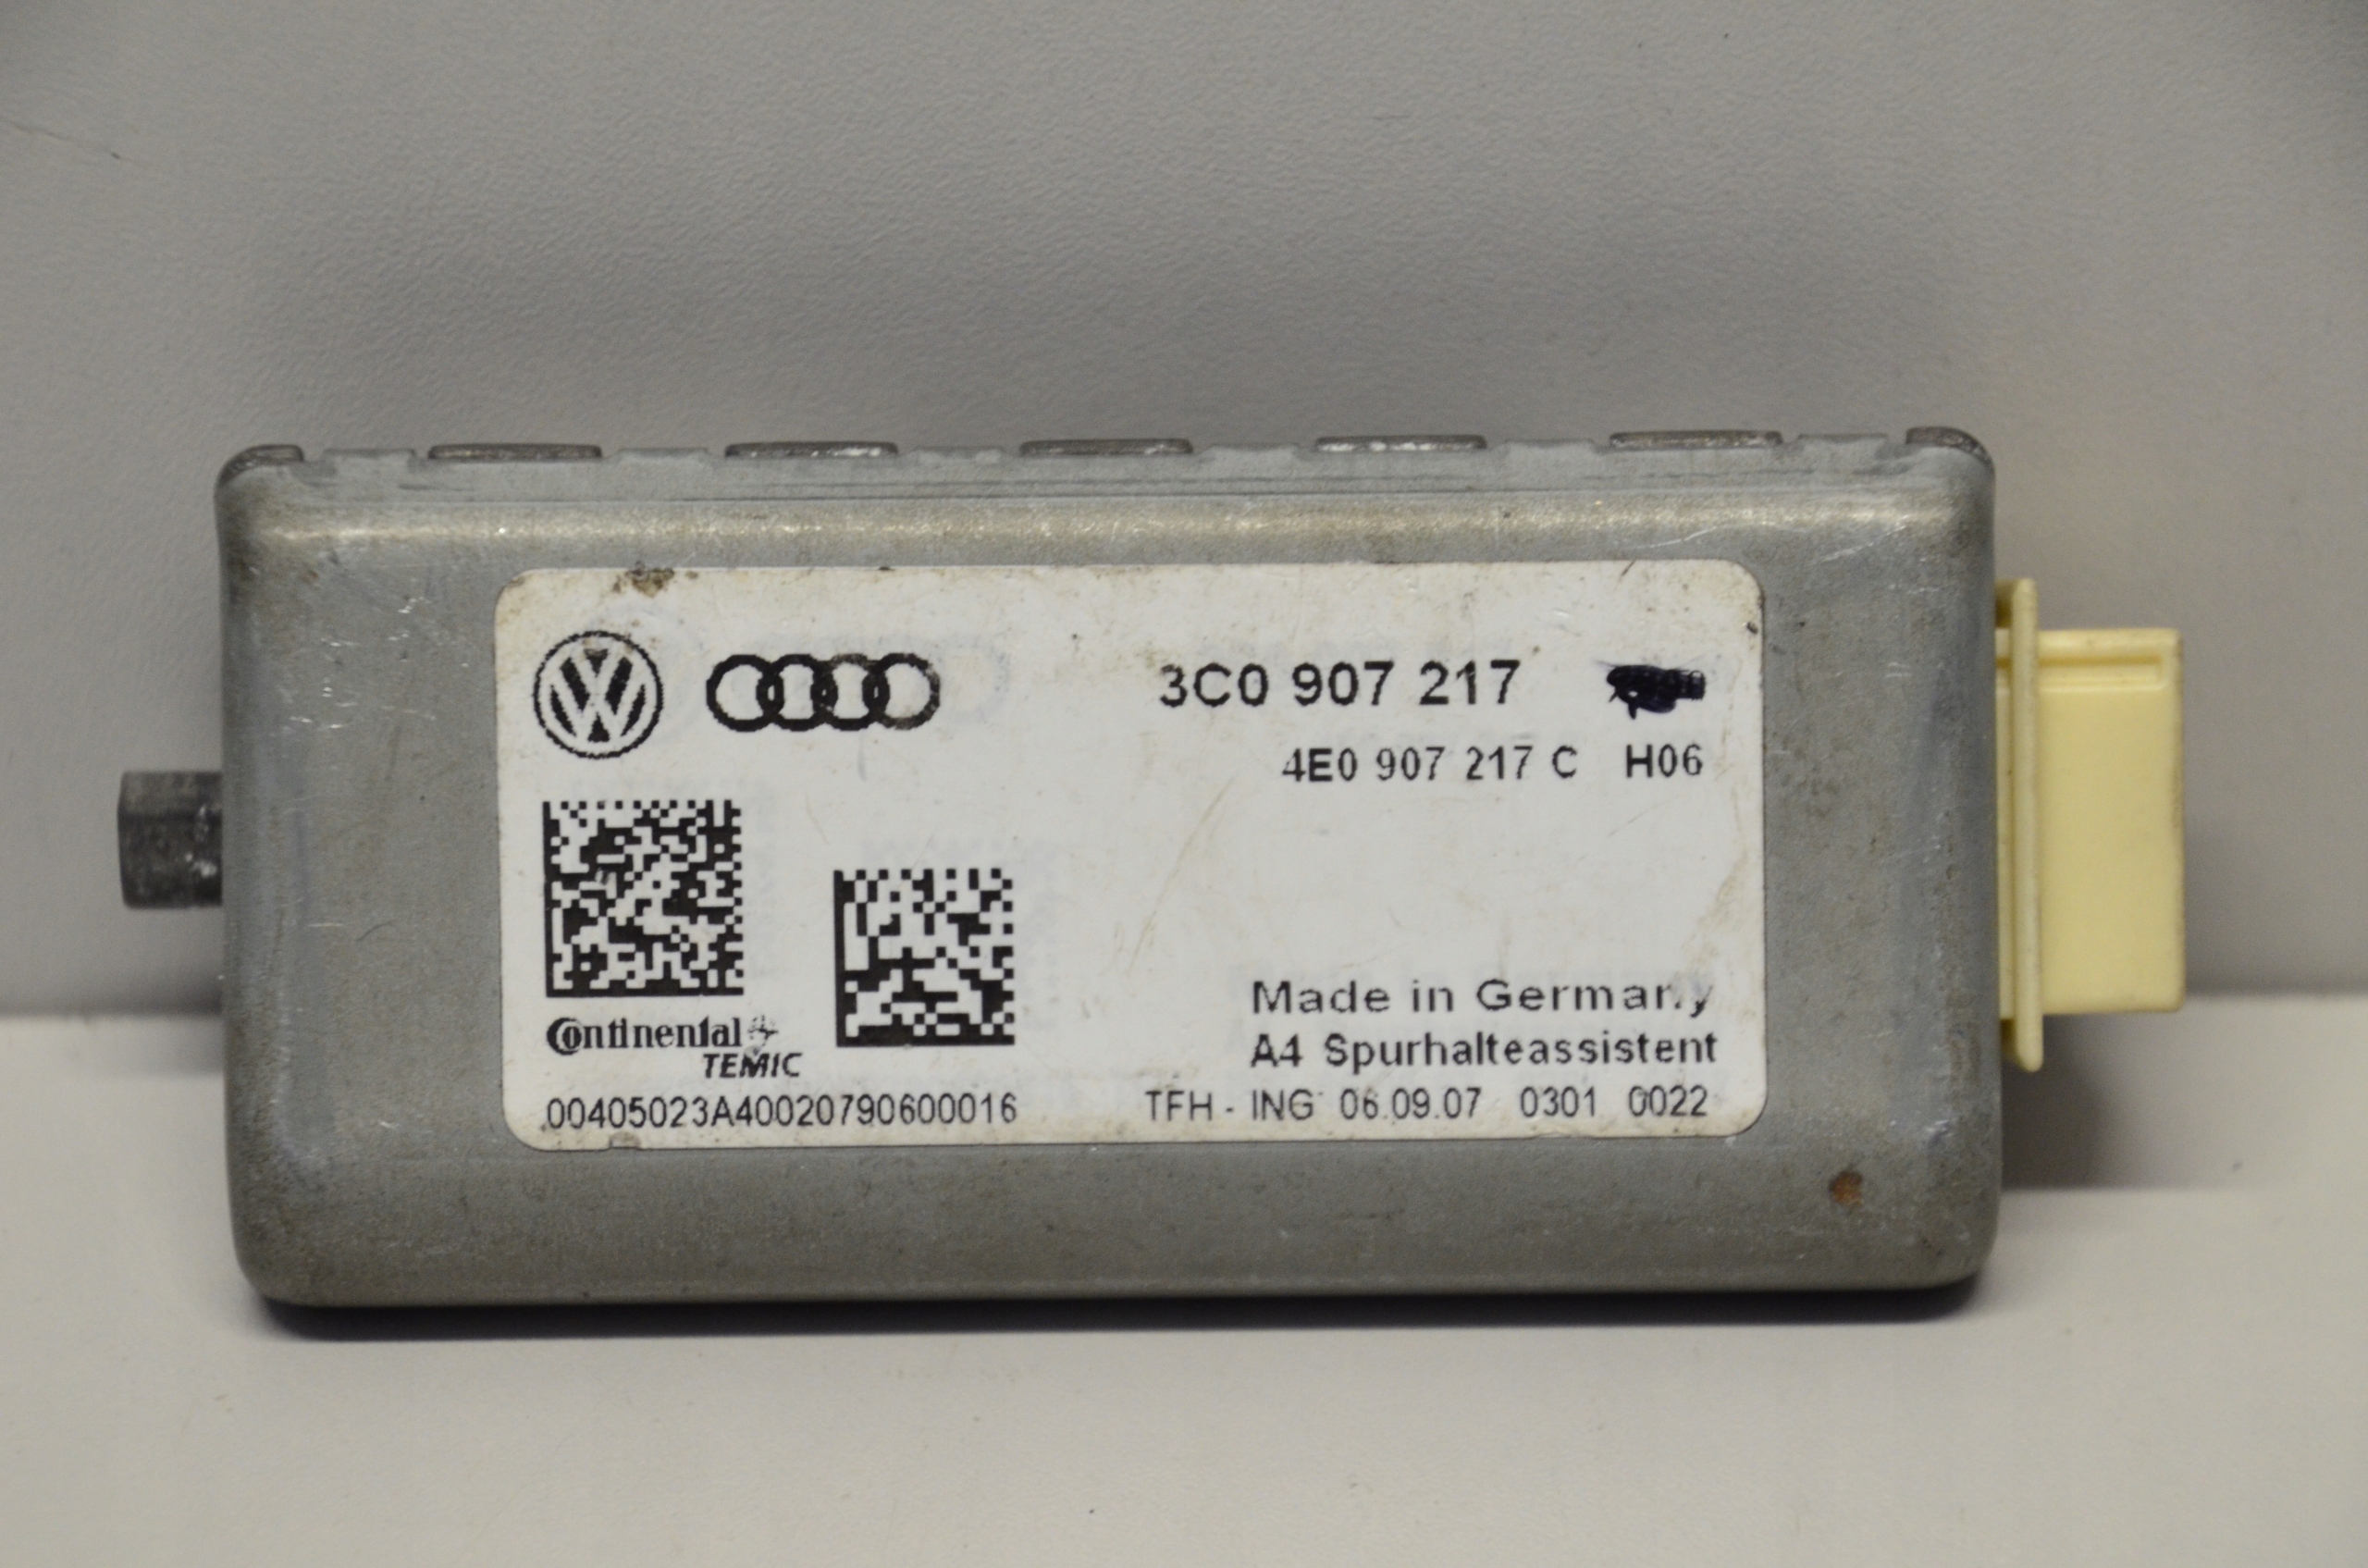 3C0 907 217
4E0 907 217 C H06
Continental
TEMIC
Made in Germany
A4 Spurhalteassistent
00405023A40020790600016
TFH - ING 06.09.07 0301 0022